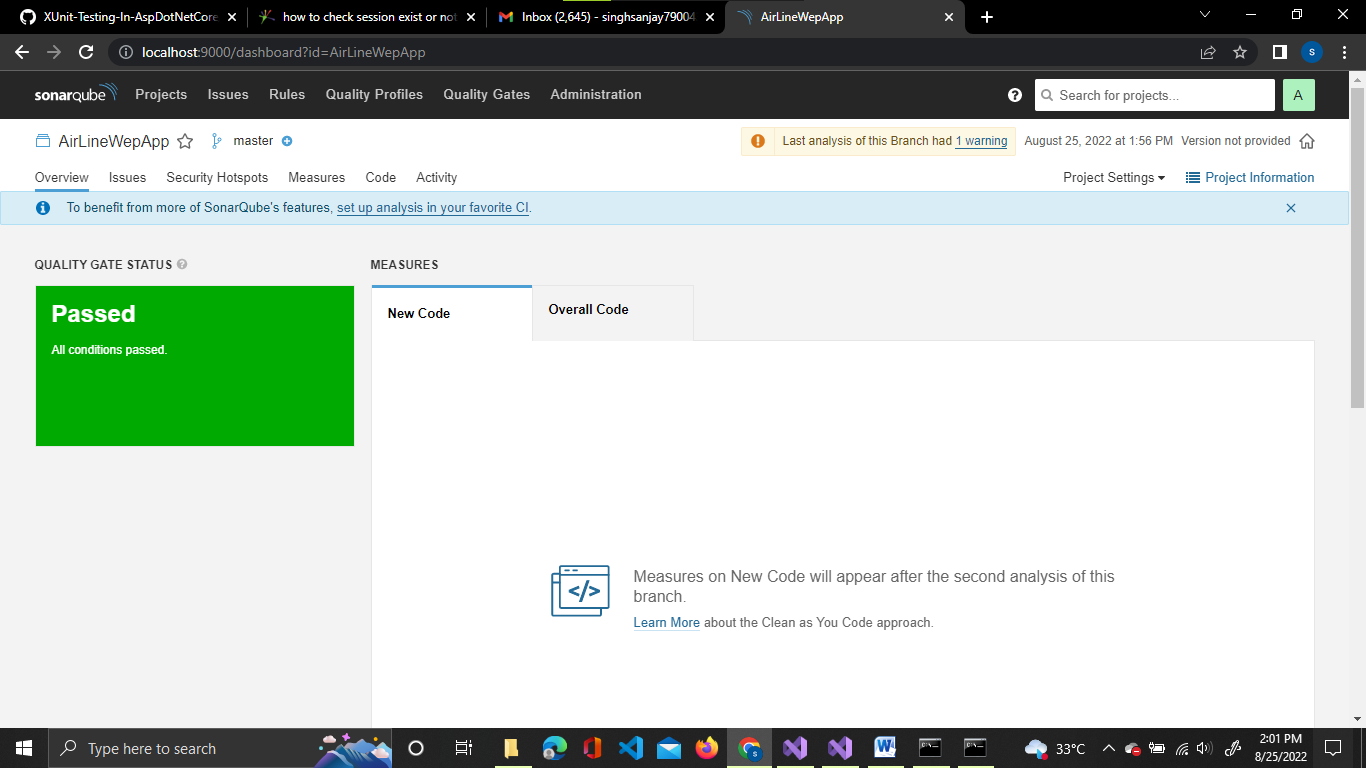 XUnit-Testing-In-AspDotNetCore
how to check session exist or not
Inbox (2,645) - singhsanjay79004
AirLineWepApp
localhost:9000/dashboard?id=AirLineWepApp
s
sonarqube
Projects
Issues
Rules
Quality Profiles
Quality Gates
Administration
Search for projects...
A
AirLineWepApp
master
Last analysis of this Branch had 1 warning
August 25, 2022 at 1:56 PM
Version not provided
Overview
Issues
Security Hotspots
Measures
Code
Activity
Project Settings
Project Information
To benefit from more of SonarQube's features, set up analysis in your favorite CI.
QUALITY GATE STATUS
MEASURES
Passed
All conditions passed.
New Code
Overall Code
Measures on New Code will appear after the second analysis of this
branch.
Learn More about the Clean as You Code approach.
Type here to search
33°C
2:01 PM
8/25/2022